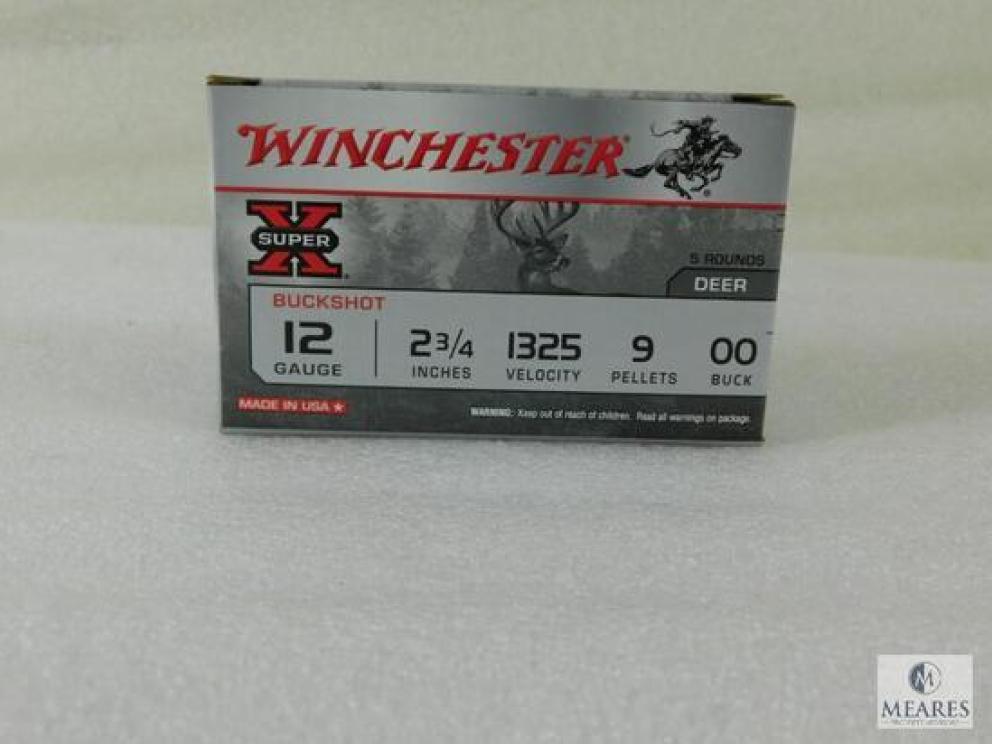 WINCHESTER®
SUPER X®
5 ROUNDS
DEER
BUCKSHOT
12 2 3/4 1325 9 00
GAUGE INCHES VELOCITY PELLETS BUCK
MADE IN USA ★
WARNING: Keep out of reach of children. Read all warnings on package.
M
MEARES